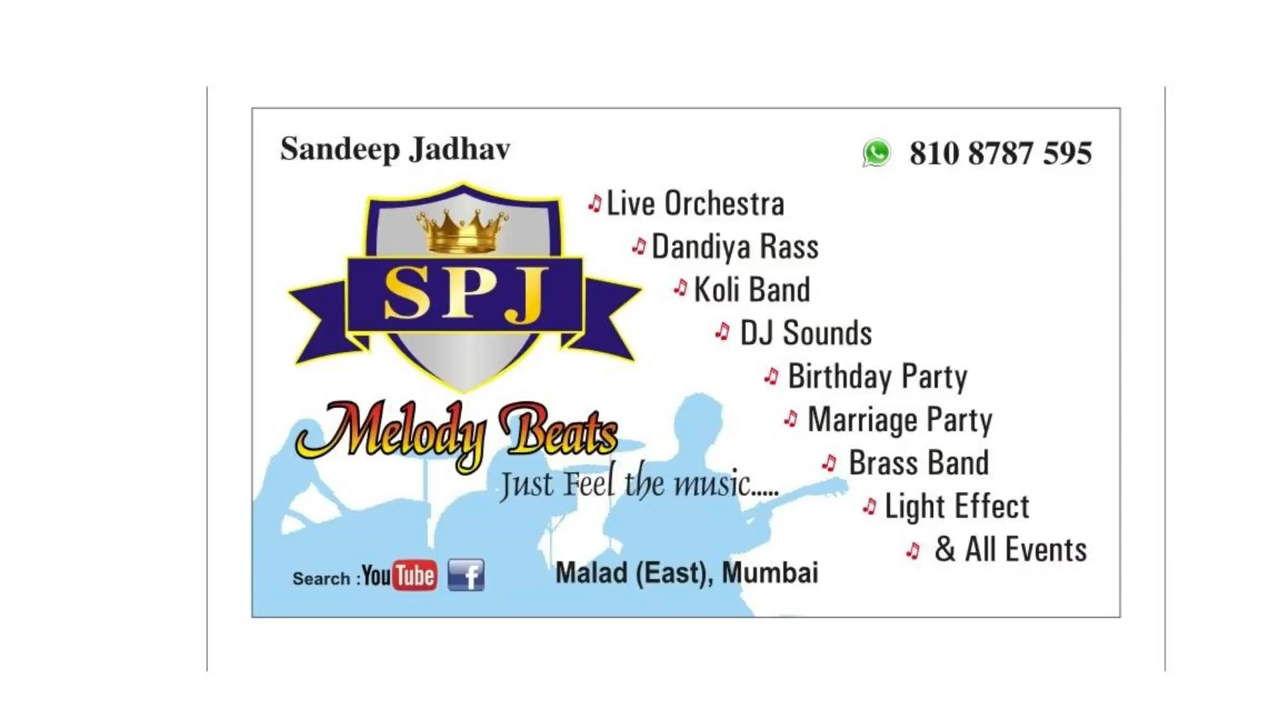 Sandeep Jadhav
810 8787 595
SPJ
Melody Beats
Just Feel the music.....
Live Orchestra
Dandiya Rass
Koli Band
DJ Sounds
Birthday Party
Marriage Party
Brass Band
Light Effect
& All Events
Search : YouTube f
Malad (East), Mumbai